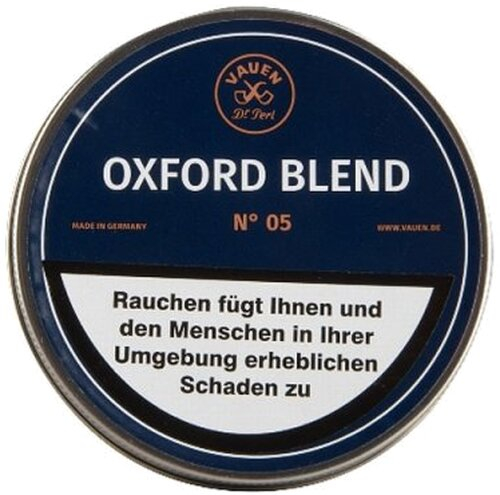 VAUEN
Dr. Perl
OXFORD BLEND
MADE IN GERMANY
N° 05
WWW.VAUEN.DE
Rauchen fügt Ihnen und
den Menschen in Ihrer
Umgebung erheblichen
Schaden zu